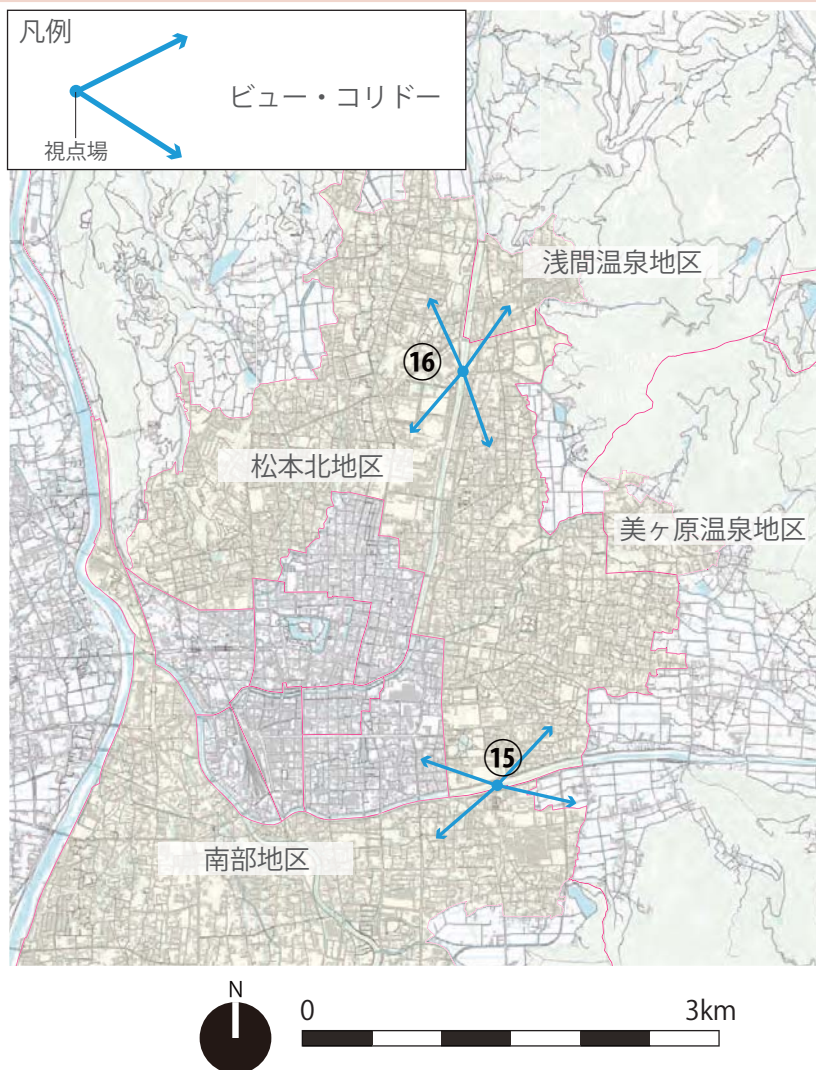 凡例
ビュー・コリドー
視点場
浅間温泉地区
⑯
松本北地区
美ヶ原温泉地区
⑮
南部地区
N
0
3km